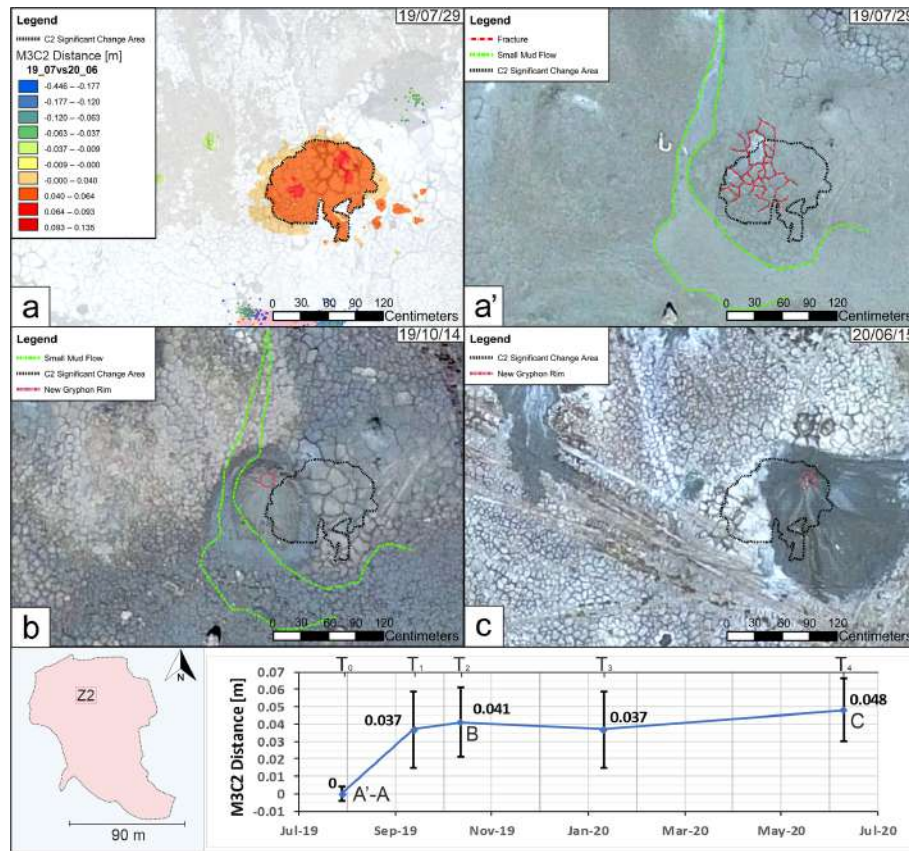 Legend
C2 Significant Change Area
M3C2 Distance [m]
19_07vs20_06
-0.446 – -0.177
-0.177 – -0.120
-0.120 – -0.063
-0.063 – -0.037
-0.037 – -0.009
-0.009 – -0.000
-0.000 – 0.040
0.040 – 0.064
0.064 – 0.093
0.093 – 0.135
19/07/29
0 30 60 90 120
Centimeters
a
Legend
Fracture
Small Mud Flow
C2 Significant Change Area
19/07/29
0 30 60 90 120
Centimeters
a'
Legend
Small Mud Flow
C2 Significant Change Area
New Gryphon Rim
19/10/14
0 30 60 90 120
Centimeters
b
Legend
C2 Significant Change Area
New Gryphon Rim
20/06/15
0 30 60 90 120
Centimeters
c
Z2
N
90 m
T0 T1 T2 T3 T4
M3C2 Distance [m]
0.07
0.06
0.05
0.04
0.03
0.02
0.01
0
-0.01
0
0.037
0.041
0.037
0.048
A'-A
B
C
Jul-19 Sep-19 Nov-19 Jan-20 Mar-20 May-20 Jul-20